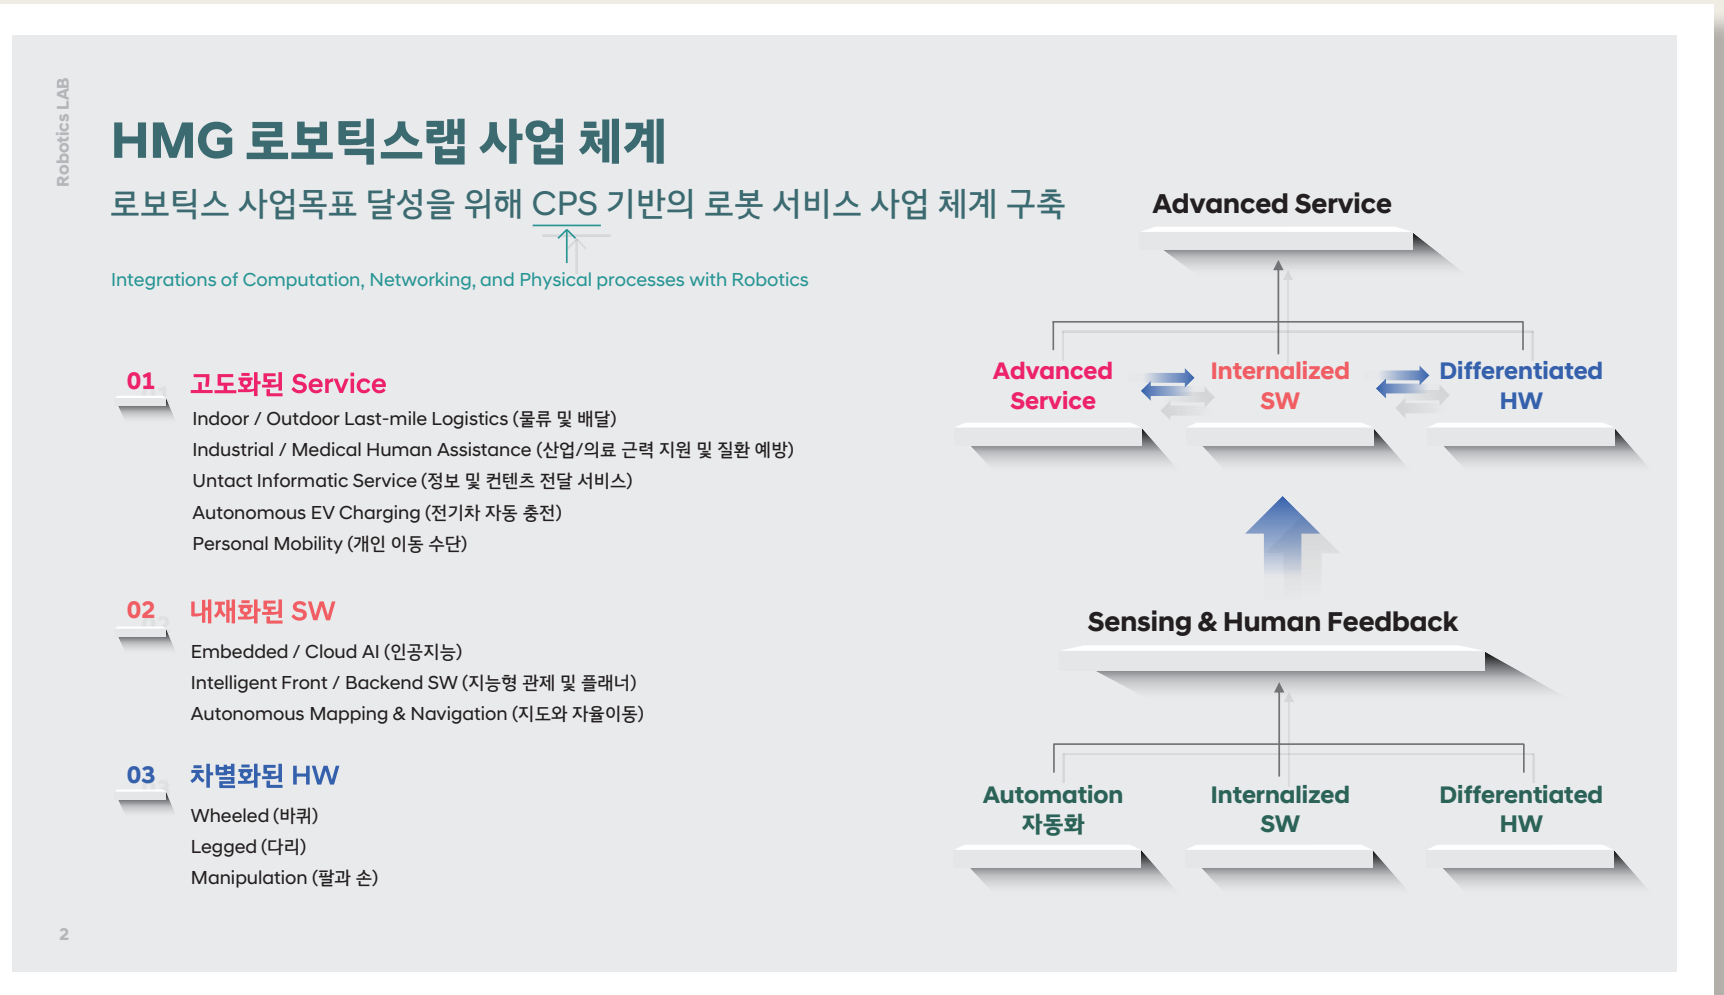 Robotics LAB
HMG 로보틱스랩 사업 체계
로보틱스 사업목표 달성을 위해 CPS 기반의 로봇 서비스 사업 체계 구축
Integrations of Computation, Networking, and Physical processes with Robotics
01 고도화된 Service
Indoor / Outdoor Last-mile Logistics (물류 및 배달)
Industrial / Medical Human Assistance (산업/의료 근력 지원 및 질환 예방)
Untact Informatic Service (정보 및 컨텐츠 전달 서비스)
Autonomous EV Charging (전기차 자동 충전)
Personal Mobility (개인 이동 수단)
02 내재화된 SW
Embedded / Cloud AI (인공지능)
Intelligent Front / Backend SW (지능형 관제 및 플래너)
Autonomous Mapping & Navigation (지도와 자율이동)
03 차별화된 HW
Wheeled (바퀴)
Legged (다리)
Manipulation (팔과 손)
Advanced Service
Advanced
Service
Internalized
SW
Differentiated
HW
Sensing & Human Feedback
Automation
자동화
Internalized
SW
Differentiated
HW
2